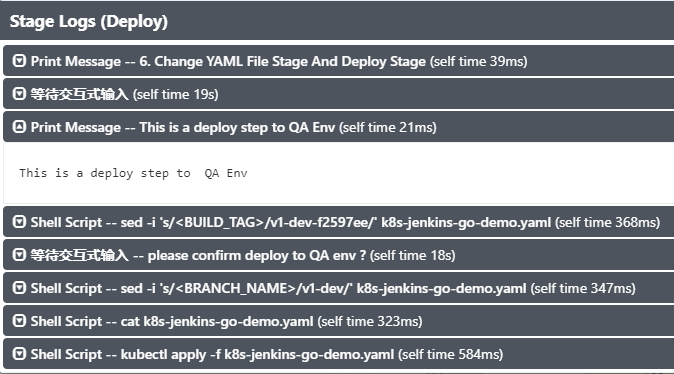 Stage Logs (Deploy)
Print Message -- 6. Change YAML File Stage And Deploy Stage (self time 39ms)
等待交互式输入 (self time 19s)
Print Message -- This is a deploy step to QA Env (self time 21ms)
This is a deploy step to  QA Env
Shell Script -- sed -i 's/<BUILD_TAG>/v1-dev-f2597ee/' k8s-jenkins-go-demo.yaml (self time 368ms)
等待交互式输入 -- please confirm deploy to QA env ? (self time 18s)
Shell Script -- sed -i 's/<BRANCH_NAME>/v1-dev/' k8s-jenkins-go-demo.yaml (self time 347ms)
Shell Script -- cat k8s-jenkins-go-demo.yaml (self time 323ms)
Shell Script -- kubectl apply -f k8s-jenkins-go-demo.yaml (self time 584ms)